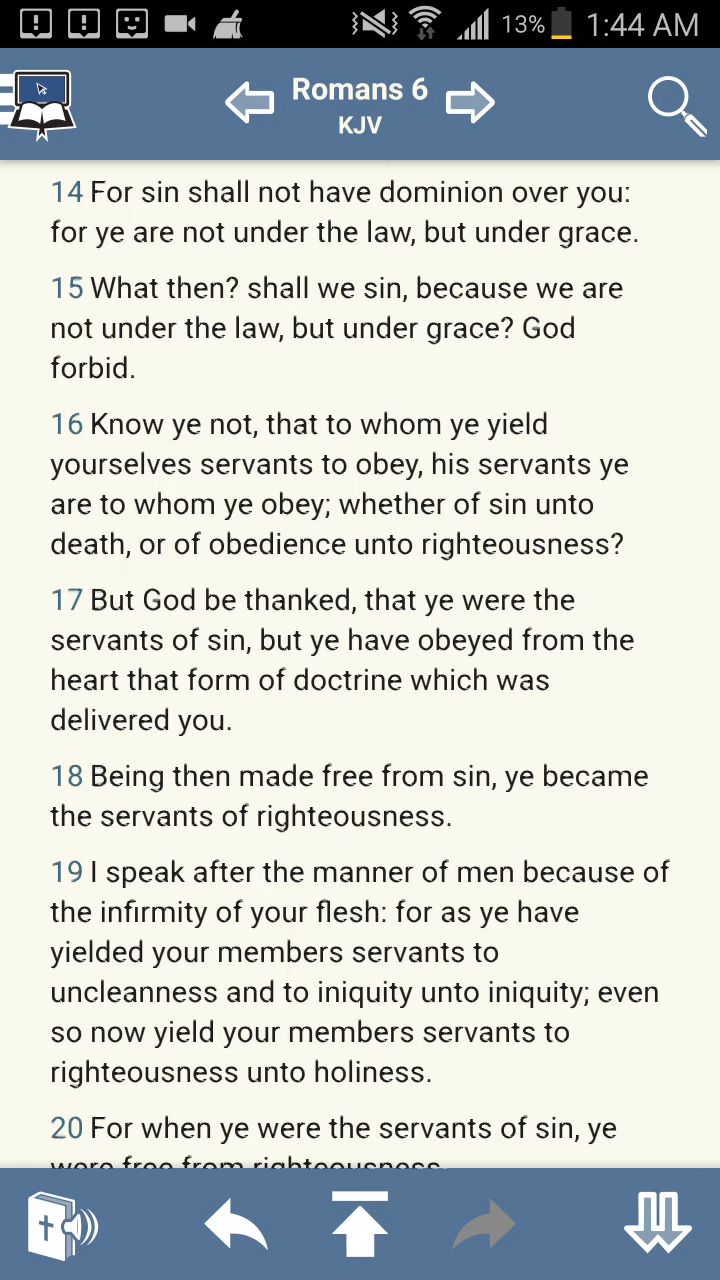 13% 1:44 AM
Romans 6
KJV
14 For sin shall not have dominion over you:
for ye are not under the law, but under grace.
15 What then? shall we sin, because we are
not under the law, but under grace? God
forbid.
16 Know ye not, that to whom ye yield
yourselves servants to obey, his servants ye
are to whom ye obey; whether of sin unto
death, or of obedience unto righteousness?
17 But God be thanked, that ye were the
servants of sin, but ye have obeyed from the
heart that form of doctrine which was
delivered you.
18 Being then made free from sin, ye became
the servants of righteousness.
19 I speak after the manner of men because of
the infirmity of your flesh: for as ye have
yielded your members servants to
uncleanness and to iniquity unto iniquity; even
so now yield your members servants to
righteousness unto holiness.
20 For when ye were the servants of sin, ye
were free from righteousness.